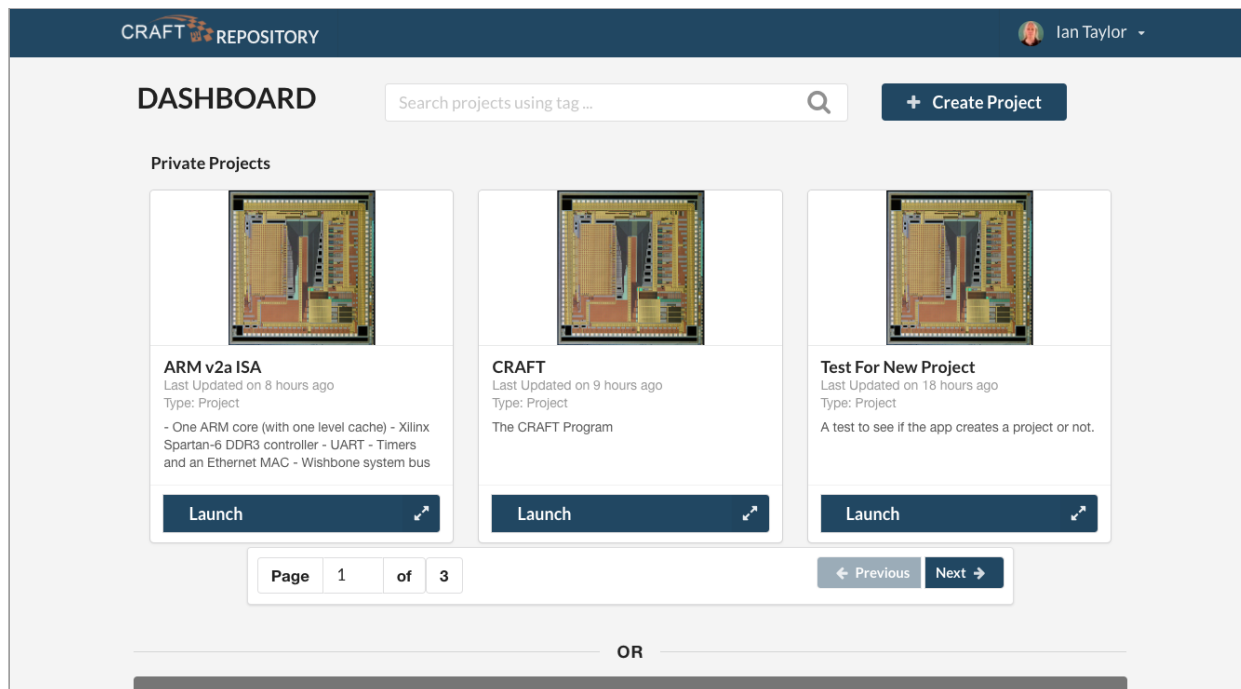 CRAFT REPOSITORY
Ian Taylor
DASHBOARD
Search projects using tag ...
+ Create Project
Private Projects
ARM v2a ISA
Last Updated on 8 hours ago
Type: Project
- One ARM core (with one level cache) - Xilinx
Spartan-6 DDR3 controller - UART - Timers
and an Ethernet MAC - Wishbone system bus
Launch
CRAFT
Last Updated on 9 hours ago
Type: Project
The CRAFT Program
Launch
Test For New Project
Last Updated on 18 hours ago
Type: Project
A test to see if the app creates a project or not.
Launch
Page 1 of 3
Previous
Next
OR